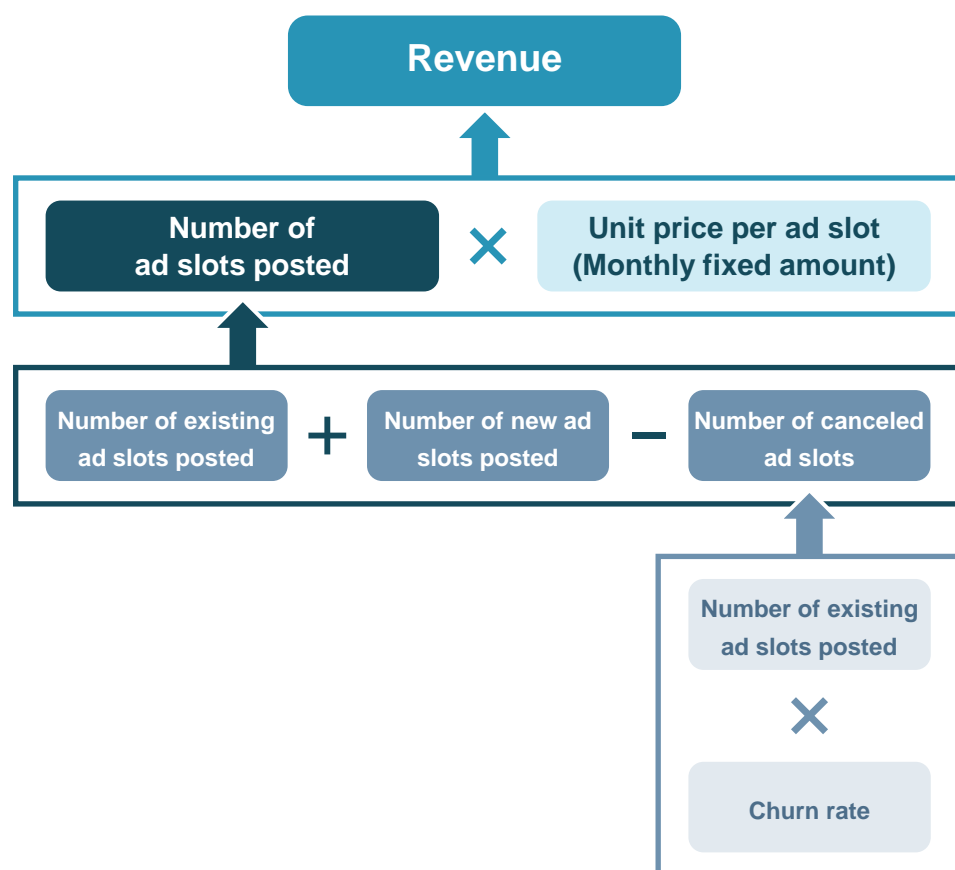 Revenue
Number of
ad slots posted
×
Unit price per ad slot
(Monthly fixed amount)
Number of existing
ad slots posted
+
Number of new ad
slots posted
−
Number of canceled
ad slots
Number of existing
ad slots posted
×
Churn rate